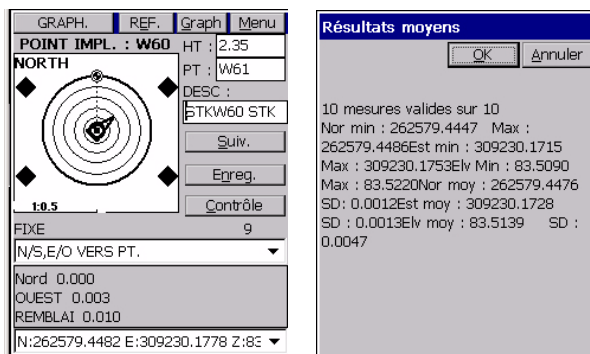 GRAPH. REF. Graph Menu
POINT IMPL. : W60 HT : 2.35
NORTH
PT : W61
DESC :
STKW60 STK
Suiv.
Enreg.
Contrôle
1:0.5
FIXE 9
N/S,E/O VERS PT.
Nord 0.000
OUEST 0.003
REMBLAI 0.010
N:262579.4482 E:309230.1778 Z:83
Résultats moyens
OK Annuler
10 mesures valides sur 10
Nor min : 262579.4447 Max :
262579.4486Est min : 309230.1715
Max : 309230.1753Elv Min : 83.5090
Max : 83.5220Nor moy : 262579.4476
SD: 0.0012Est moy : 309230.1728
SD : 0.0013Elv moy : 83.5139 SD :
0.0047